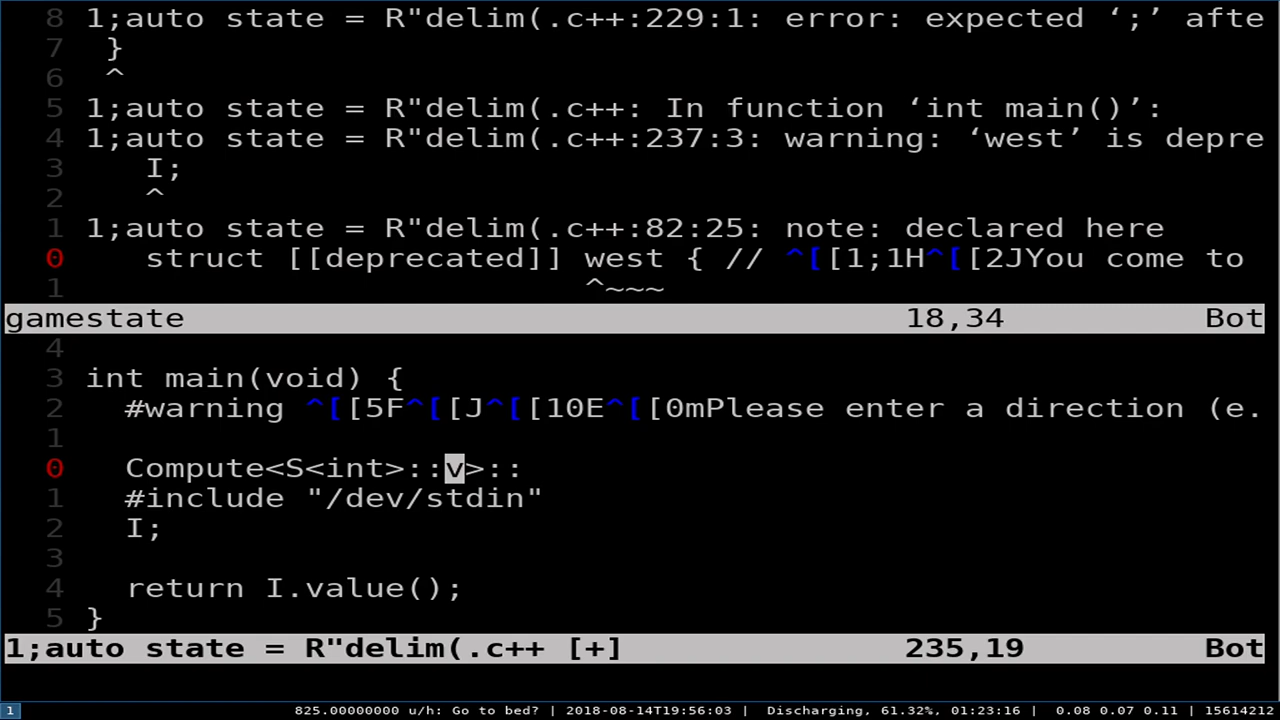 8 1;auto state = R"delim(.c++:229:1: error: expected ‘;’ afte
7  }
6  ^
5 1;auto state = R"delim(.c++: In function ‘int main()’:
4 1;auto state = R"delim(.c++:237:3: warning: ‘west’ is depre
3    I;
2    ^
1 1;auto state = R"delim(.c++:82:25: note: declared here
0    struct [[deprecated]] west { // ^[[1;1H^[[2JYou come to
1                          ^~~~
gamestate 18,34 Bot
4
3 int main(void) {
2   #warning ^[[5F^[[J^[[10E^[[0mPlease enter a direction (e.
1
0   Compute<S<int>::v>::
1   #include "/dev/stdin"
2   I;
3
4   return I.value();
5 }
1;auto state = R"delim(.c++ [+] 235,19 Bot
1 825.00000000 u/h: Go to bed? | 2018-08-14T19:56:03 | Discharging, 61.32%, 01:23:16 | 0.08 0.07 0.11 | 15614212